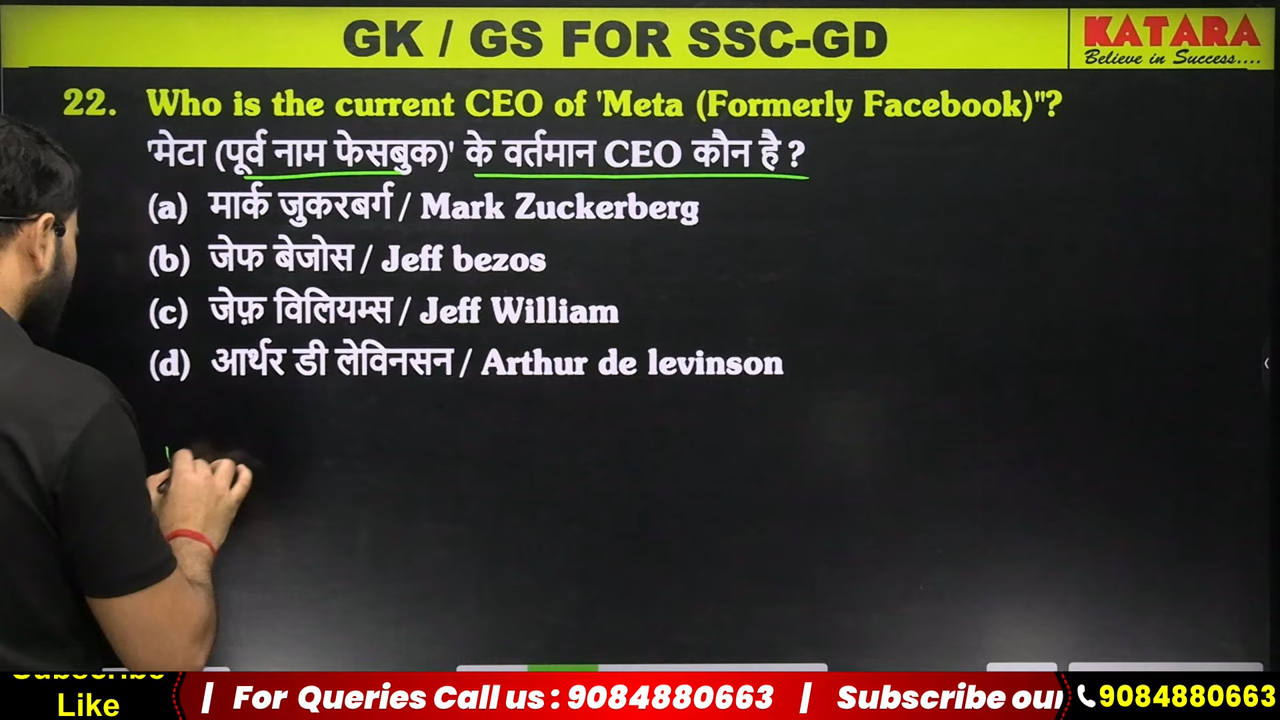 GK / GS FOR SSC-GD
KATARA
Believe in Success....
22. Who is the current CEO of 'Meta (Formerly Facebook)"?
'मेटा (पूर्व नाम फेसबुक)' के वर्तमान CEO कौन है ?
(a) मार्क जुकरबर्ग / Mark Zuckerberg
(b) जेफ बेजोस / Jeff bezos
(c) जेफ़ विलियम्स / Jeff William
(d) आर्थर डी लेविनसन / Arthur de levinson
Subscribe
Like
| For Queries Call us : 9084880663 | Subscribe our
9084880663